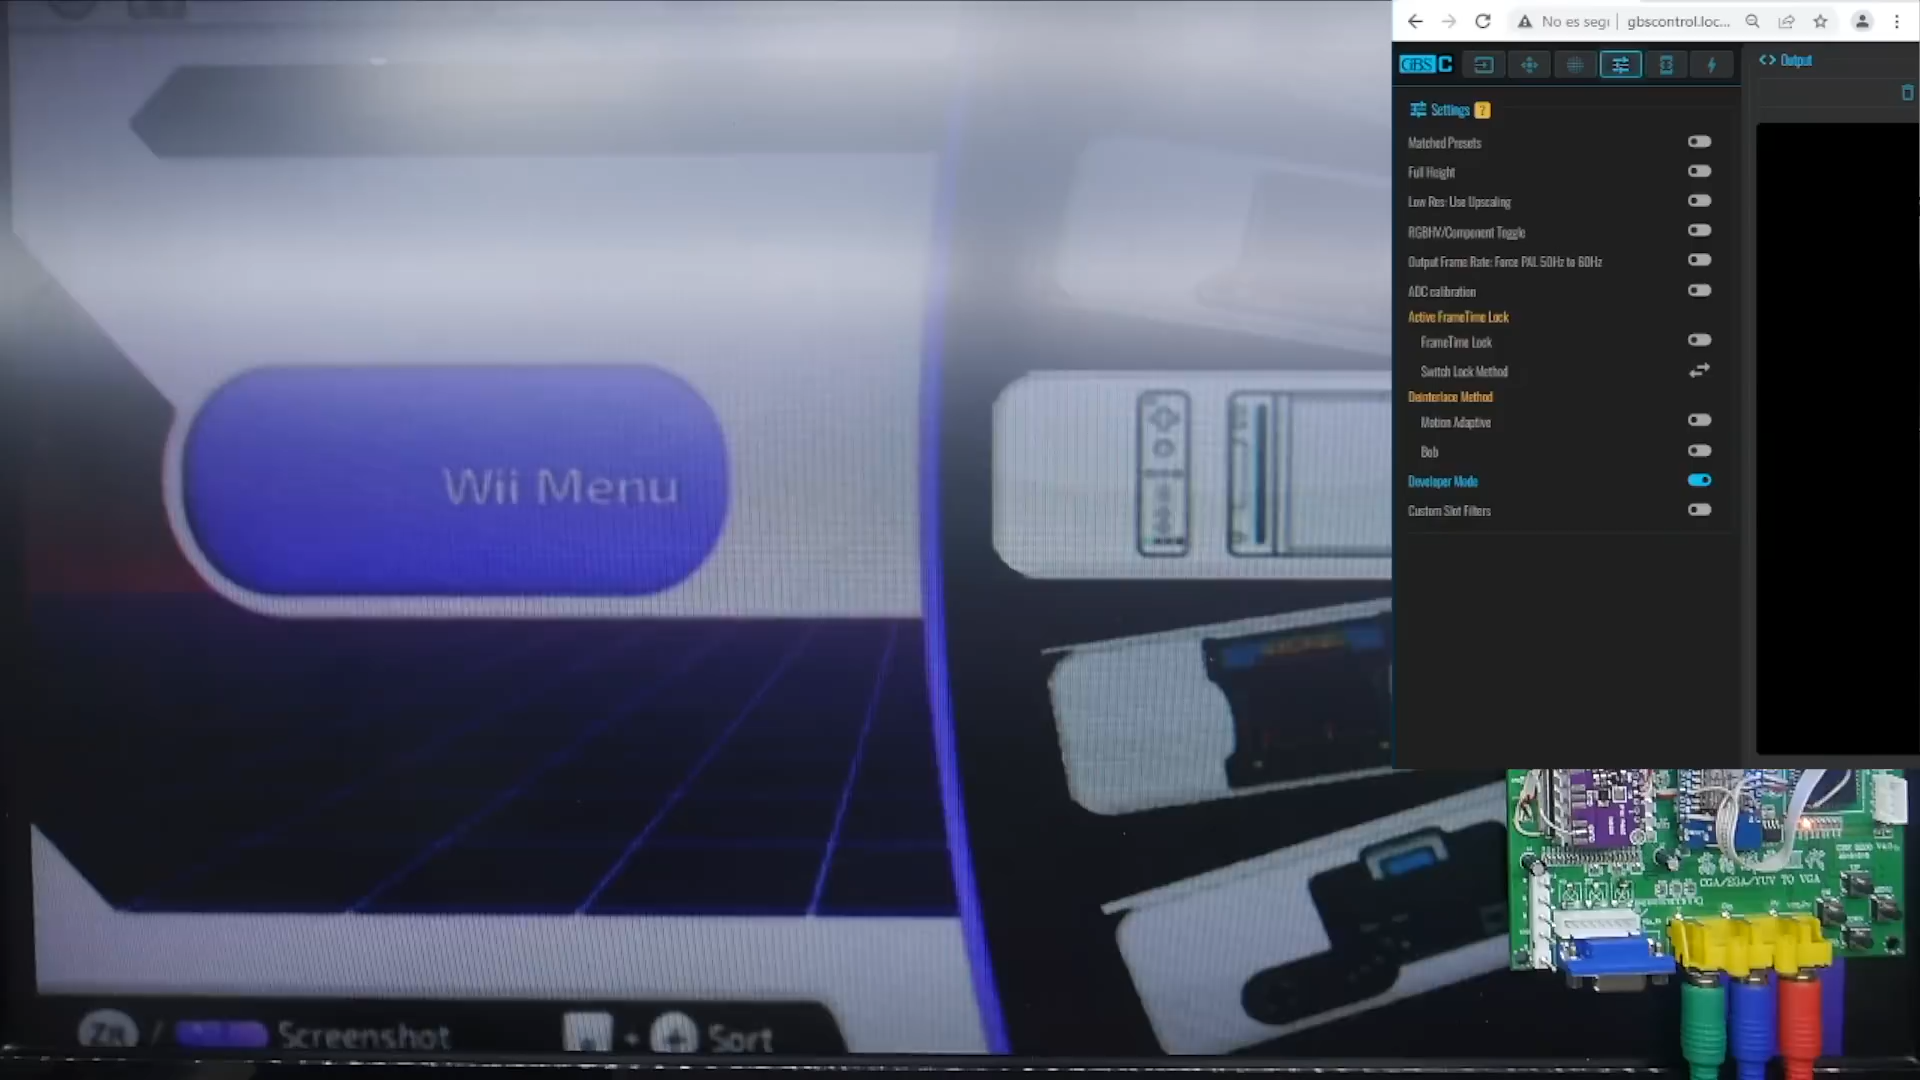 No es segu
gbscontrol.loc...
GBS C
Output
Settings ?
Matched Presets
Full Height
Low Res: Use Upscaling
RGBHV/Component Toggle
Output Frame Rate: Force PAL 50Hz to 60Hz
ADC calibration
Active FrameTime Lock
FrameTime Lock
Switch Lock Method
Deinterlace Method
Motion Adaptive
Bob
Developer Mode
Custom Slot Filters
Wii Menu
ZR / Screenshot
+ Sort
CGA/EGA/YUV TO VGA